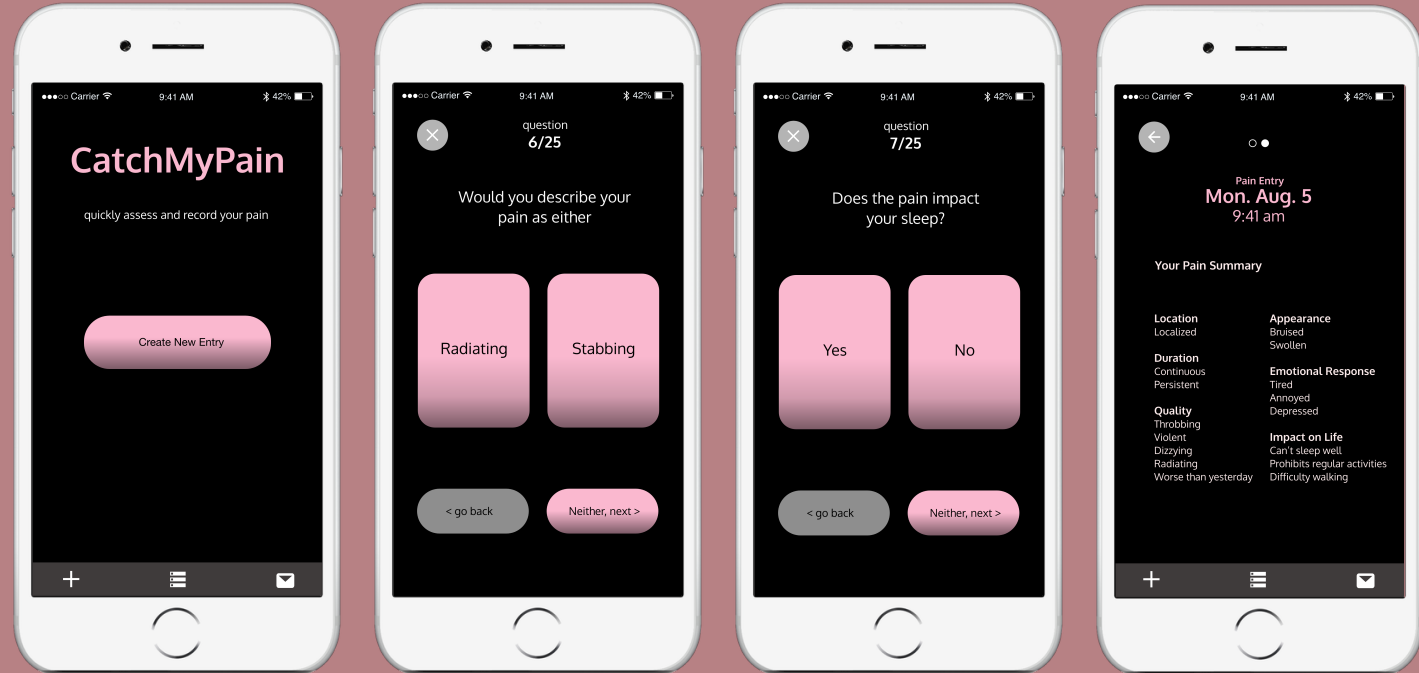 ●●●○○ Carrier 9:41 AM 42%
CatchMyPain
quickly assess and record your pain
Create New Entry
●●●○○ Carrier 9:41 AM 42%
question
6/25
Would you describe your
pain as either
Radiating
Stabbing
< go back
Neither, next >
●●●○○ Carrier 9:41 AM 42%
question
7/25
Does the pain impact
your sleep?
Yes
No
< go back
Neither, next >
●●●○○ Carrier 9:41 AM 42%
Pain Entry
Mon. Aug. 5
9:41 am
Your Pain Summary
Location
Localized
Duration
Continuous
Persistent
Quality
Throbbing
Violent
Dizzying
Radiating
Worse than yesterday
Appearance
Bruised
Swollen
Emotional Response
Tired
Annoyed
Depressed
Impact on Life
Can't sleep well
Prohibits regular activities
Difficulty walking